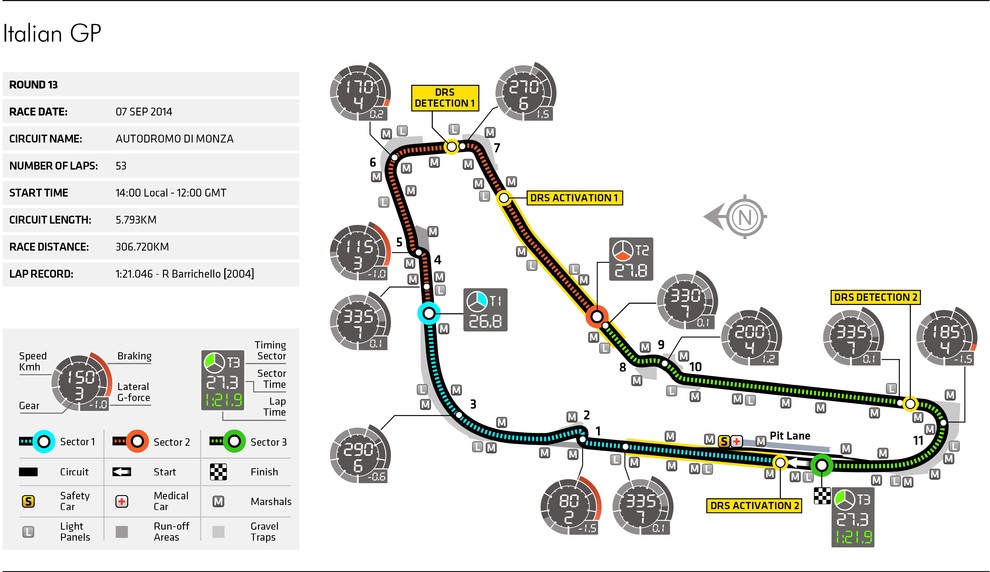 Italian GP
ROUND 13
RACE DATE: 07 SEP 2014
CIRCUIT NAME: AUTODROMO DI MONZA
NUMBER OF LAPS: 53
START TIME 14:00 Local - 12:00 GMT
CIRCUIT LENGTH: 5.793KM
RACE DISTANCE: 306.720KM
LAP RECORD: 1:21.046 - R Barrichello [2004]
Speed
Kmh
Gear
150
3
-1.0
Braking
Lateral
G-force
T3
27.3
1:21.9
Timing
Sector
Sector
Time
Lap
Time
Sector 1
Sector 2
Sector 3
Circuit
Start
Finish
S
Safety
Car
Medical
Car
M
Marshals
L
Light
Panels
Run-off
Areas
Gravel
Traps
170
4
0.2
DRS
DETECTION 1
270
6
1.5
M
L
L
M
6
7
M
M
M
M
L
M
L
M
M
M
DRS ACTIVATION 1
N
115
3
-1.0
5
4
M
M
M
M
M
L
M
M
L
T2
27.8
335
7
0.1
T1
26.8
M
L
M
330
7
0.1
M
L
8
9
10
M
M
L
200
4
1.2
DRS DETECTION 2
335
7
0.1
185
4
-1.5
M
M
M
L
L
M
L
11
M
M
L
L
M
3
2
1
M
L
M
M
M
290
6
-0.6
80
2
-1.5
335
7
0.1
S
M
Pit Lane
M
M
M
L
M
L
DRS ACTIVATION 2
T3
27.3
1:21.9